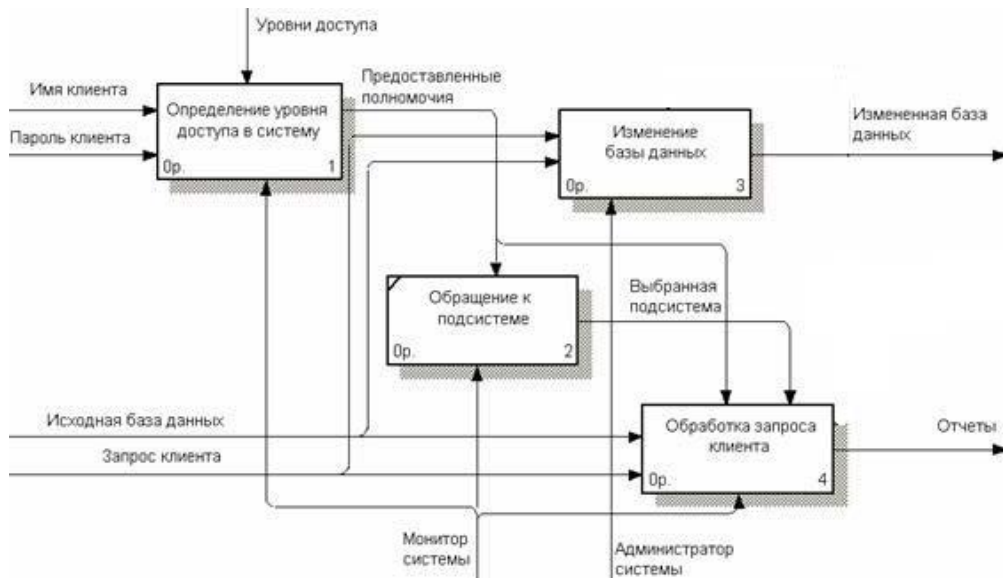 Уровни доступа
Имя клиента
Пароль клиента
Определение уровня
доступа в систему
0р.
1
Предоставленные
полномочия
Изменение
базы данных
0р.
3
Измененная база
данных
Обращение к
подсистеме
0р.
2
Выбранная
подсистема
Исходная база данных
Запрос клиента
Обработка запроса
клиента
0р.
4
Отчеты
Монитор
системы
Администратор
системы